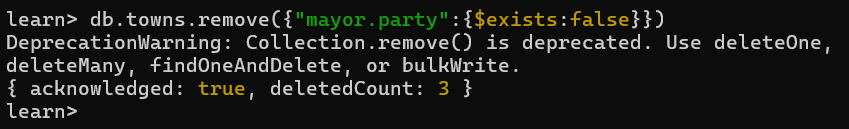 learn> db.towns.remove({"mayor.party":{$exists:false}})
DeprecationWarning: Collection.remove() is deprecated. Use deleteOne,
deleteMany, findOneAndDelete, or bulkWrite.
{ acknowledged: true, deletedCount: 3 }
learn>